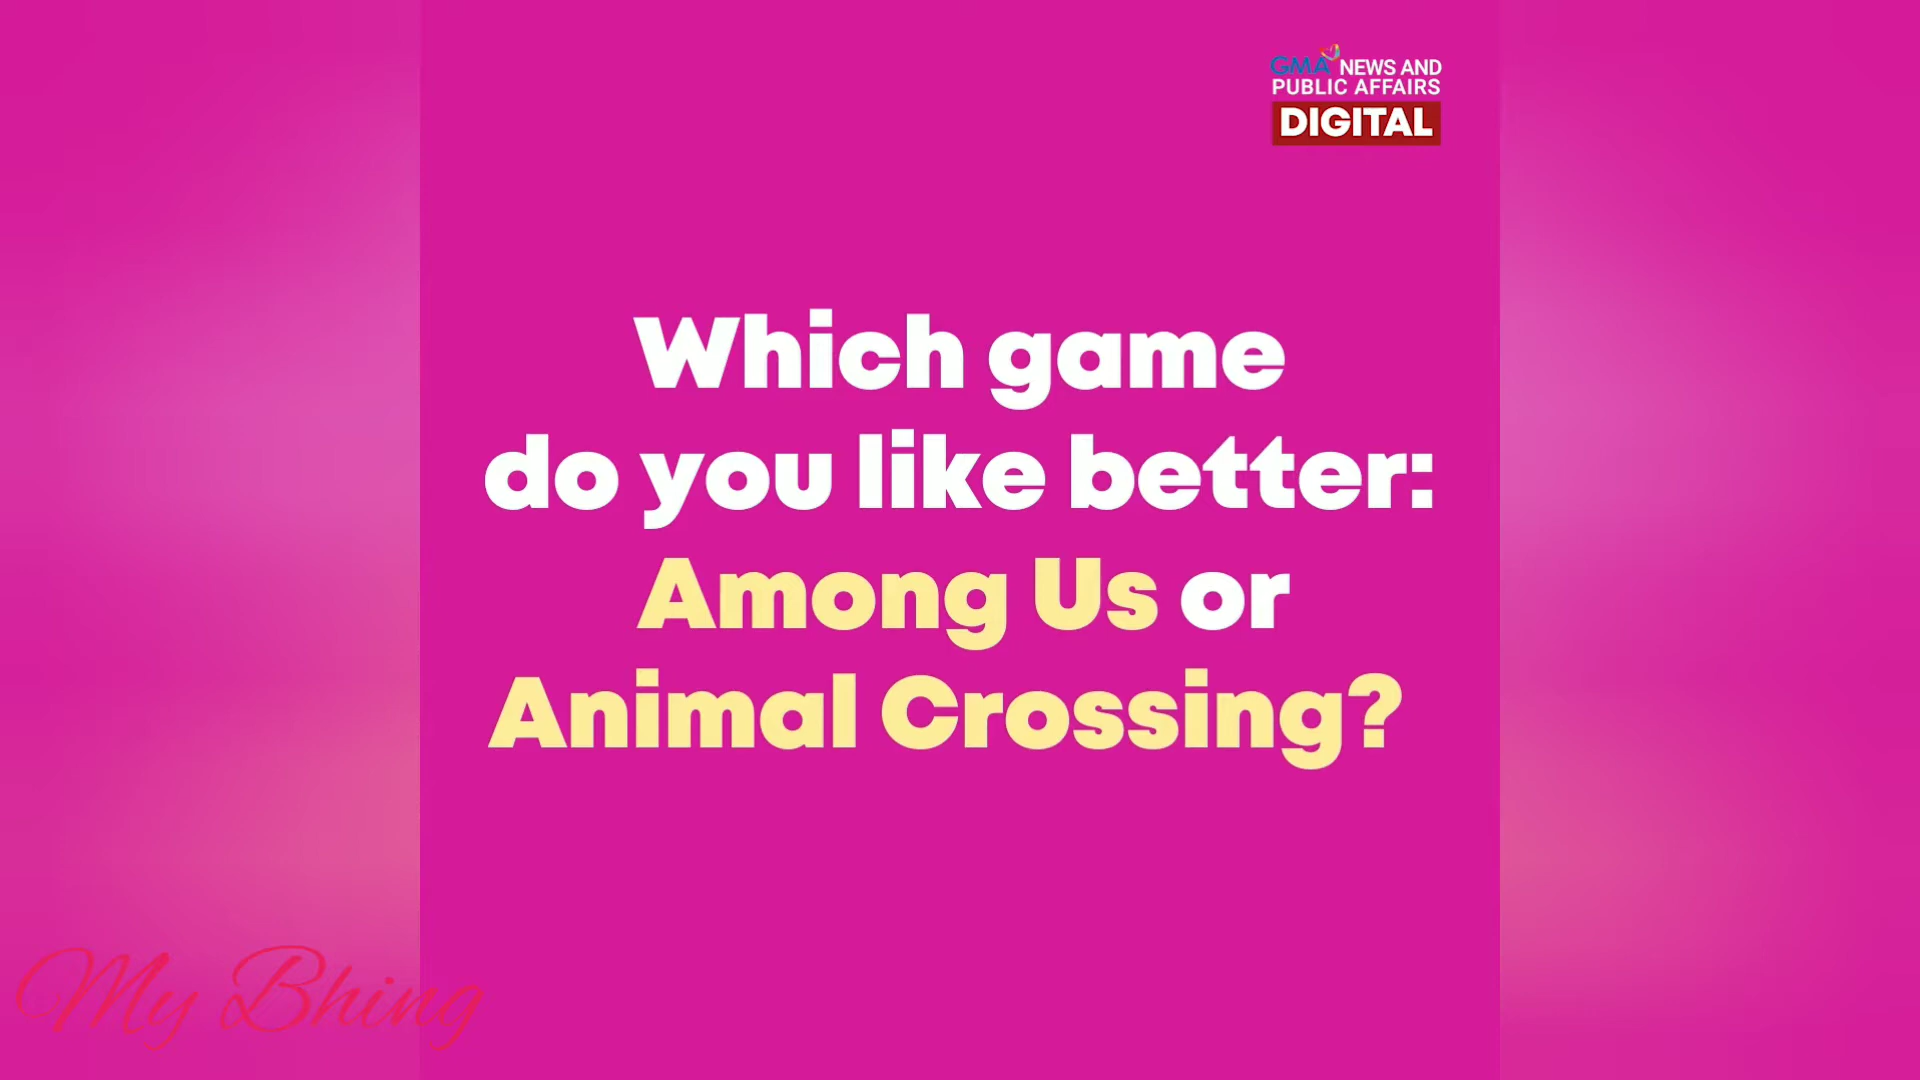 GMA NEWS AND
PUBLIC AFFAIRS
DIGITAL
Which game
do you like better:
Among Us or
Animal Crossing?
My Bhing